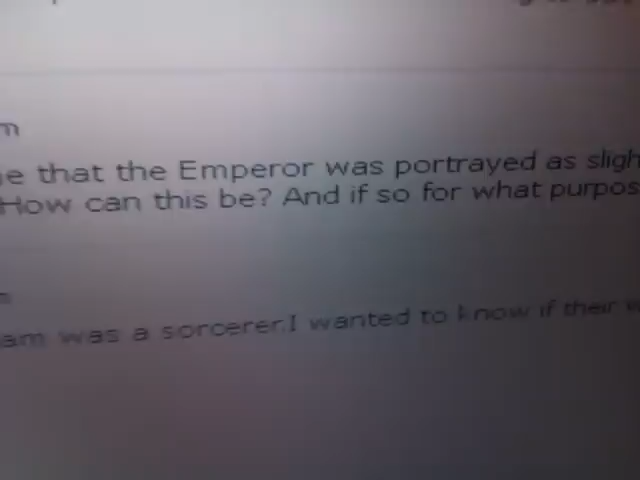 m
e that the Emperor was portrayed as sligh
How can this be? And if so for what purpos
am was a sorcerer.I wanted to know if their